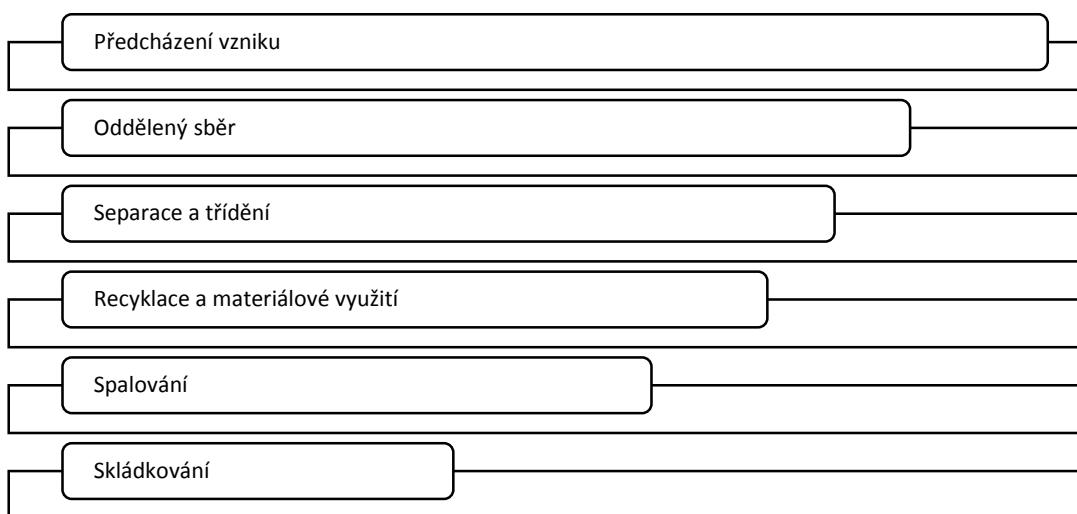 Předcházení vzniku
Oddělený sběr
Separace a třídění
Recyklace a materiálové využití
Spalování
Skládkování